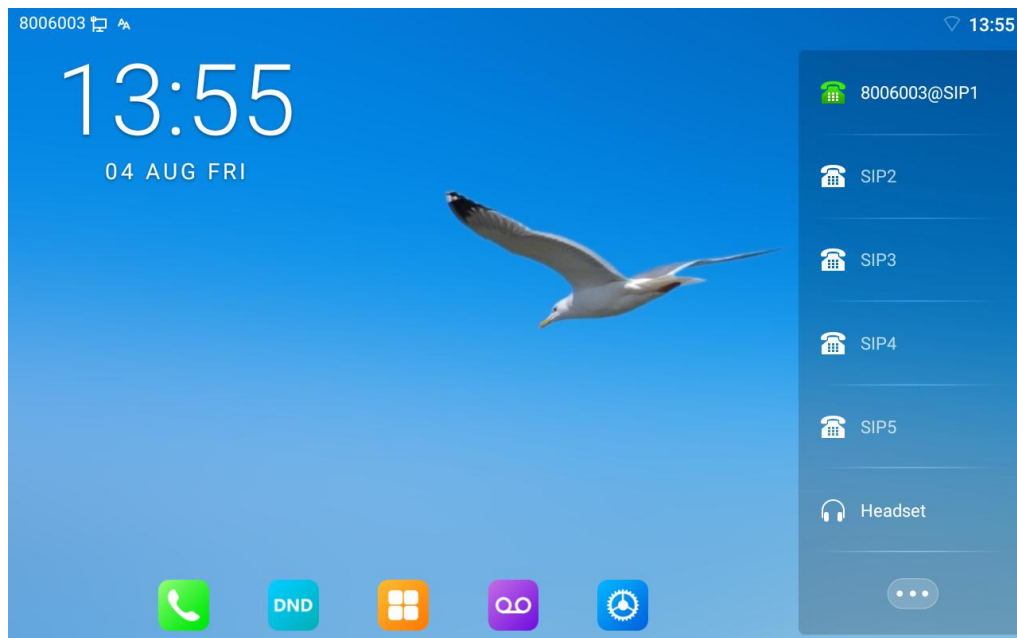 8006003
13:55
13:55
04 AUG FRI
8006003@SIP1
SIP2
SIP3
SIP4
SIP5
Headset
DND